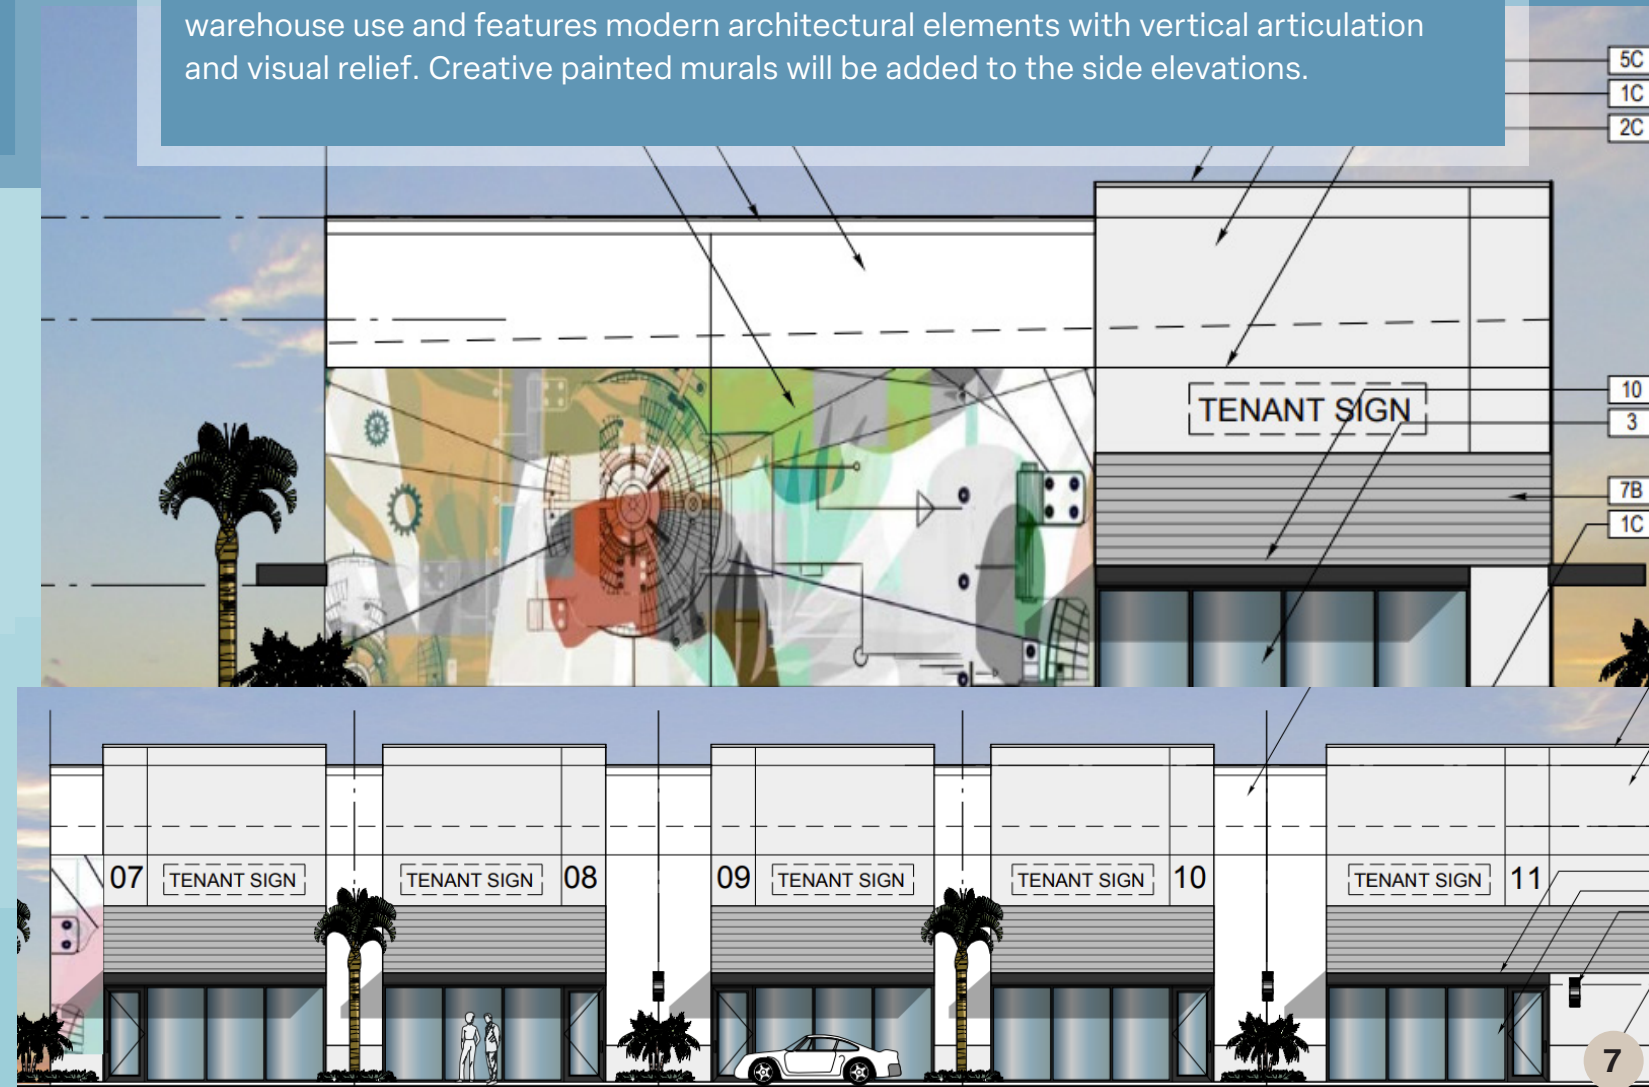 warehouse use and features modern architectural elements with vertical articulation
and visual relief. Creative painted murals will be added to the side elevations.
5C
1C
2C
TENANT SIGN
10
3
7B
1C
07 TENANT SIGN TENANT SIGN 08 09 TENANT SIGN TENANT SIGN 10 TENANT SIGN 11
7